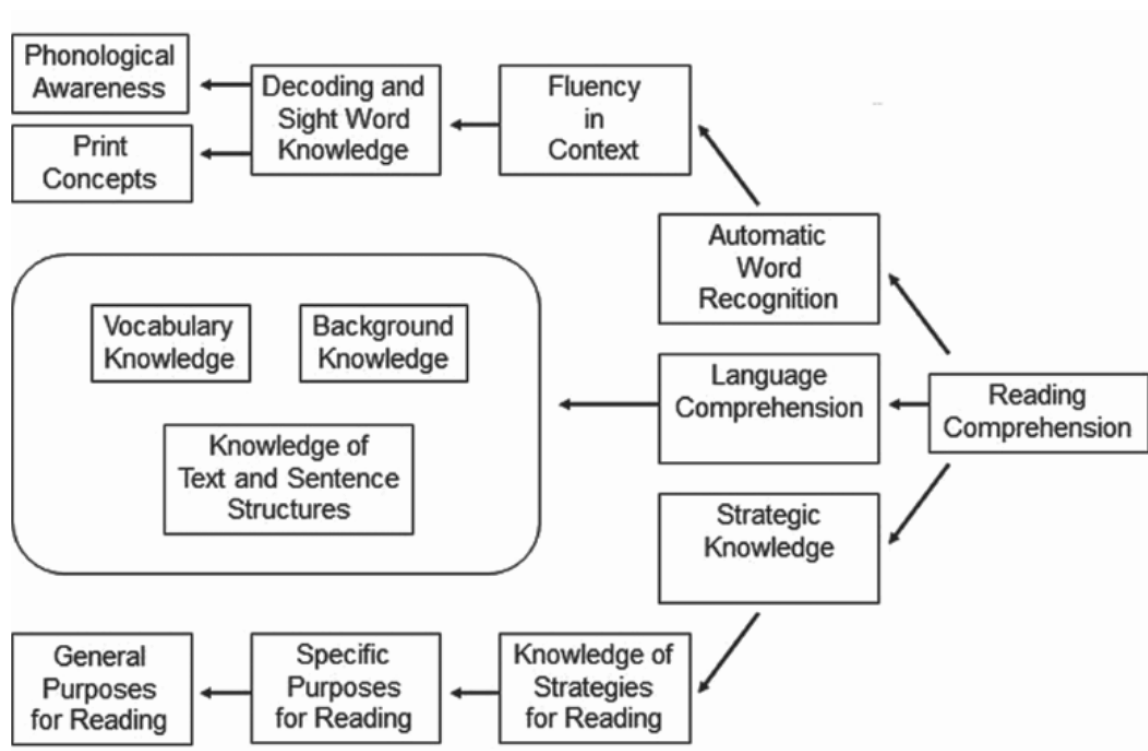 Phonological
Awareness
Print
Concepts
Decoding and
Sight Word
Knowledge
Fluency
in
Context
Automatic
Word
Recognition
Vocabulary
Knowledge
Background
Knowledge
Knowledge of
Text and Sentence
Structures
Language
Comprehension
Reading
Comprehension
Strategic
Knowledge
General
Purposes
for Reading
Specific
Purposes
for Reading
Knowledge of
Strategies
for Reading